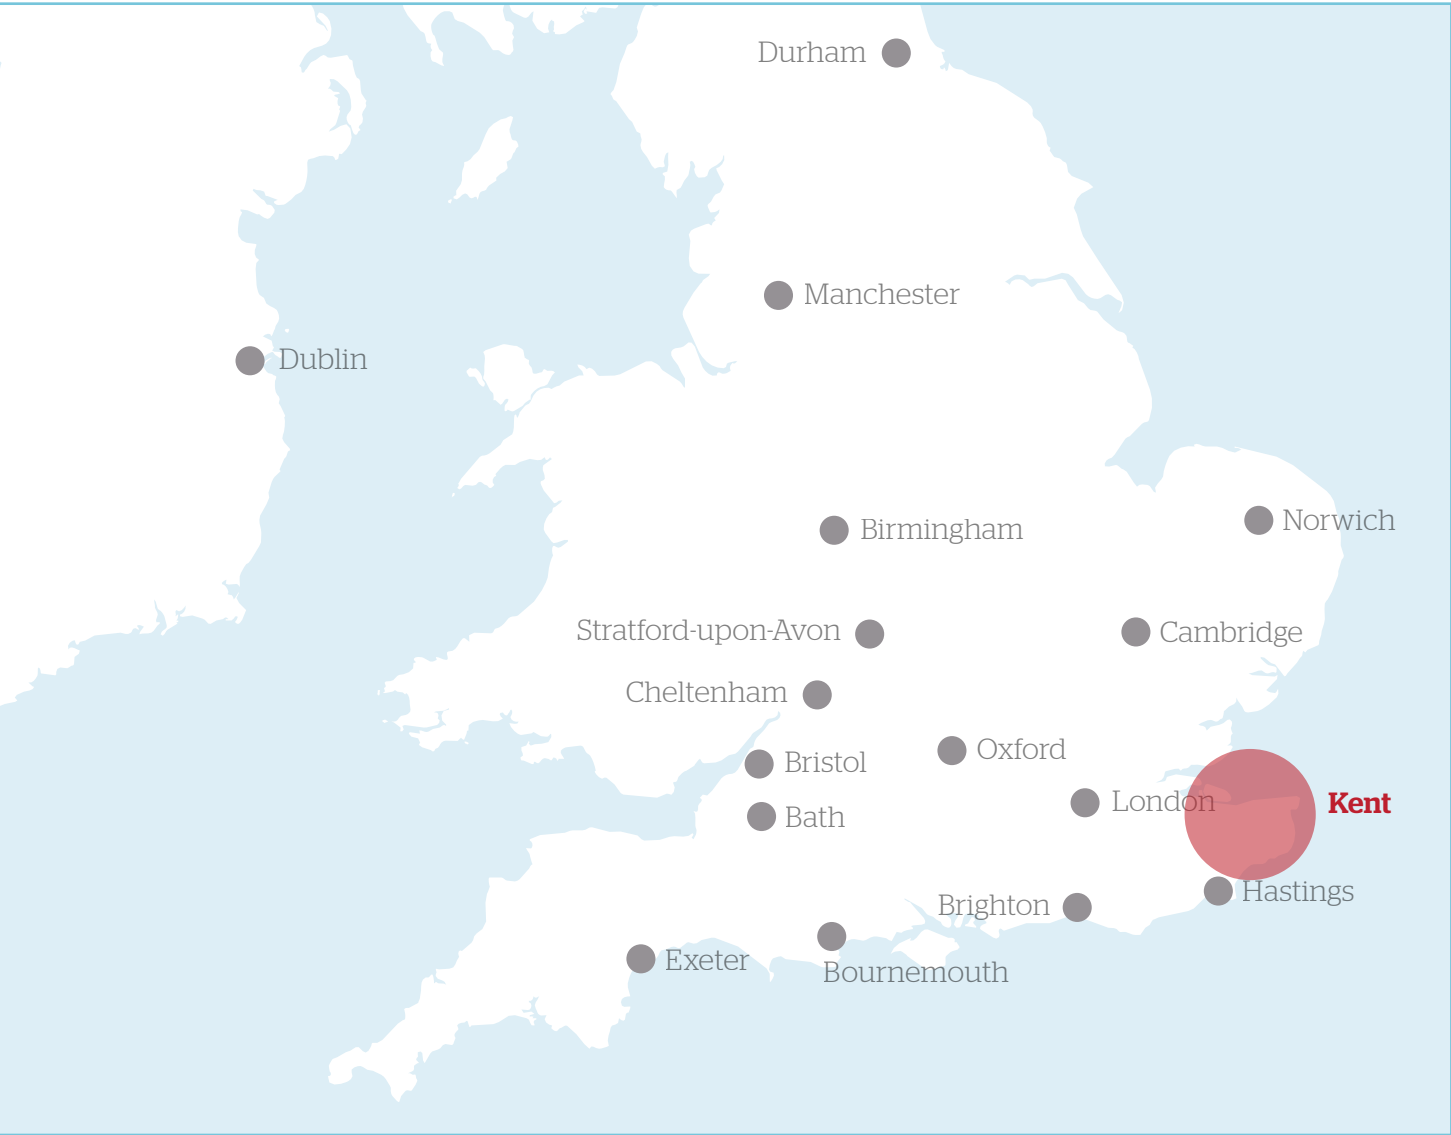 Durham
Manchester
Dublin
Norwich
Birmingham
Stratford-upon-Avon
Cambridge
Cheltenham
Oxford
Bristol
London
Kent
Bath
Hastings
Brighton
Exeter
Bournemouth